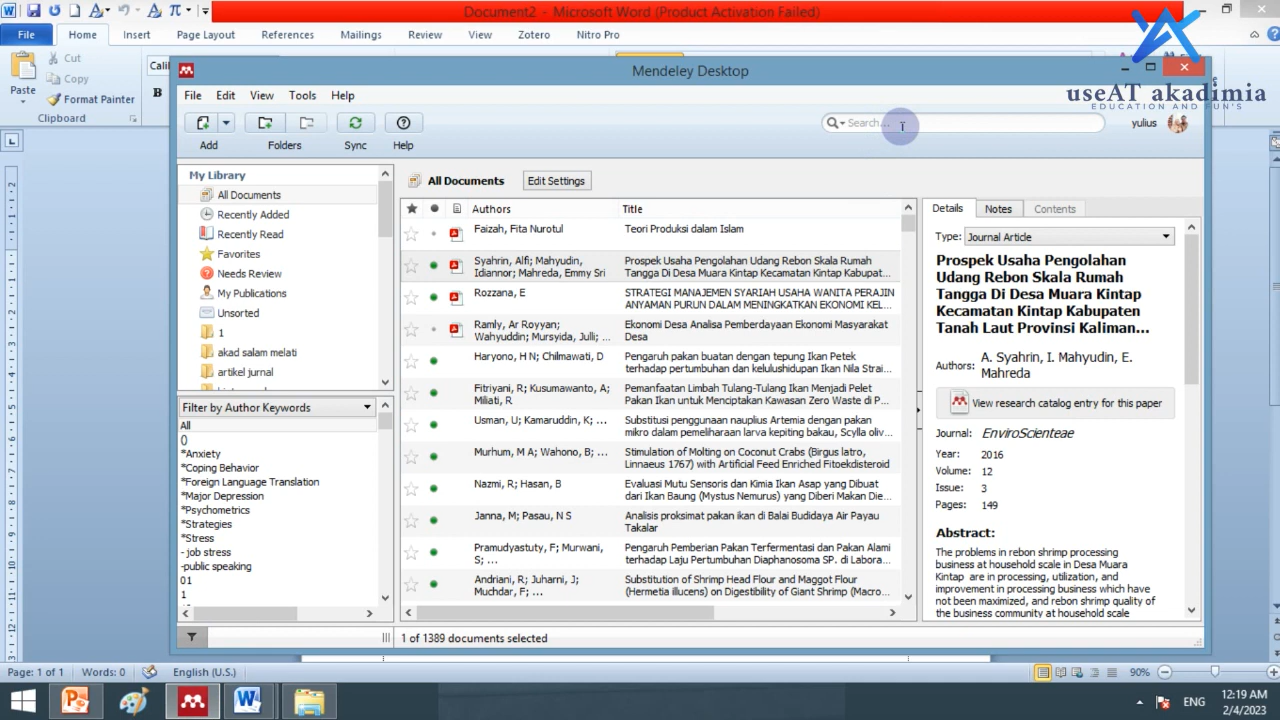 Document2 - Microsoft Word (Product Activation Failed)
File Home Insert Page Layout References Mailings Review View Zotero Nitro Pro
Cut
Copy
Paste
Format Painter
Clipboard
Cali
B
useAT akadimia
EDUCATION AND FUN'S
Mendeley Desktop
File Edit View Tools Help
Search...
yulius
Add Folders Sync Help
My Library
All Documents
Recently Added
Recently Read
Favorites
Needs Review
My Publications
Unsorted
1
akad salam melati
artikel jurnal
Filter by Author Keywords
All
()
*Anxiety
*Coping Behavior
*Foreign Language Translation
*Major Depression
*Psychometrics
*Strategies
*Stress
- job stress
-public speaking
01
1
All Documents Edit Settings
Authors Title
Faizah, Fita Nurotul Teori Produksi dalam Islam
Syahrin, Alfi; Mahyudin, Prospek Usaha Pengolahan Udang Rebon Skala Rumah
Idiannor; Mahreda, Emmy Sri Tangga Di Desa Muara Kintap Kecamatan Kintap Kabupat...
Rozzana, E STRATEGI MANAJEMEN SYARIAH USAHA WANITA PERAJIN
ANYAMAN PURUN DALAM MENINGKATKAN EKONOMI KEL...
Ramly, Ar Royyan; Ekonomi Desa Analisa Pemberdayaan Ekonomi Masyarakat
Wahyuddin; Mursyida, Julli; ... Desa
Haryono, H N; Chilmawati, D Pengaruh pakan buatan dengan tepung Ikan Petek
terhadap pertumbuhan dan kelulushidupan Ikan Nila Strai...
Fitriyani, R; Kusumawanto, A; Pemanfaatan Limbah Tulang-Tulang Ikan Menjadi Pelet
Miliati, R Pakan Ikan untuk Menciptakan Kawasan Zero Waste di P...
Usman, U; Kamaruddin, K; ... Substitusi penggunaan nauplius Artemia dengan pakan
mikro dalam pemeliharaan larva kepiting bakau, Scylla oliv...
Murhum, M A; Wahono, B; ... Stimulation of Molting on Coconut Crabs (Birgus latro,
Linnaeus 1767) with Artificial Feed Enriched Fitoekdisteroid
Nazmi, R; Hasan, B Evaluasi Mutu Sensoris dan Kimia Ikan Asap yang Dibuat
dari Ikan Baung (Mystus Nemurus) yang Diberi Makan Die...
Janna, M; Pasau, N S Analisis proksimat pakan ikan di Balai Budidaya Air Payau
Takalar
Pramudyastuty, F; Murwani, Pengaruh Pemberian Pakan Terfermentasi dan Pakan Alami
S; ... terhadap Laju Pertumbuhan Diaphonosoma SP. di Labora...
Andriani, R; Juharni, J; Substitution of Shrimp Head Flour and Maggot Flour
Muchdar, F; ... (Hermetia illucens) on Digestibility of Giant Shrimp (Macro...
1 of 1389 documents selected
Details Notes Contents
Type: Journal Article
Prospek Usaha Pengolahan
Udang Rebon Skala Rumah
Tangga Di Desa Muara Kintap
Kecamatan Kintap Kabupaten
Tanah Laut Provinsi Kaliman...
Authors: A. Syahrin, I. Mahyudin, E.
Mahreda
View research catalog entry for this paper
Journal: EnviroScienteae
Year: 2016
Volume: 12
Issue: 3
Pages: 149
Abstract:
The problems in rebon shrimp processing
business at household scale in Desa Muara
Kintap are in processing, utilization, and
improvement in processing business which have
not been maximized, and rebon shrimp quality of
the business community at household scale
Page: 1 of 1 Words: 0 English (U.S.) 90%
ENG
12:19 AM
2/4/2023